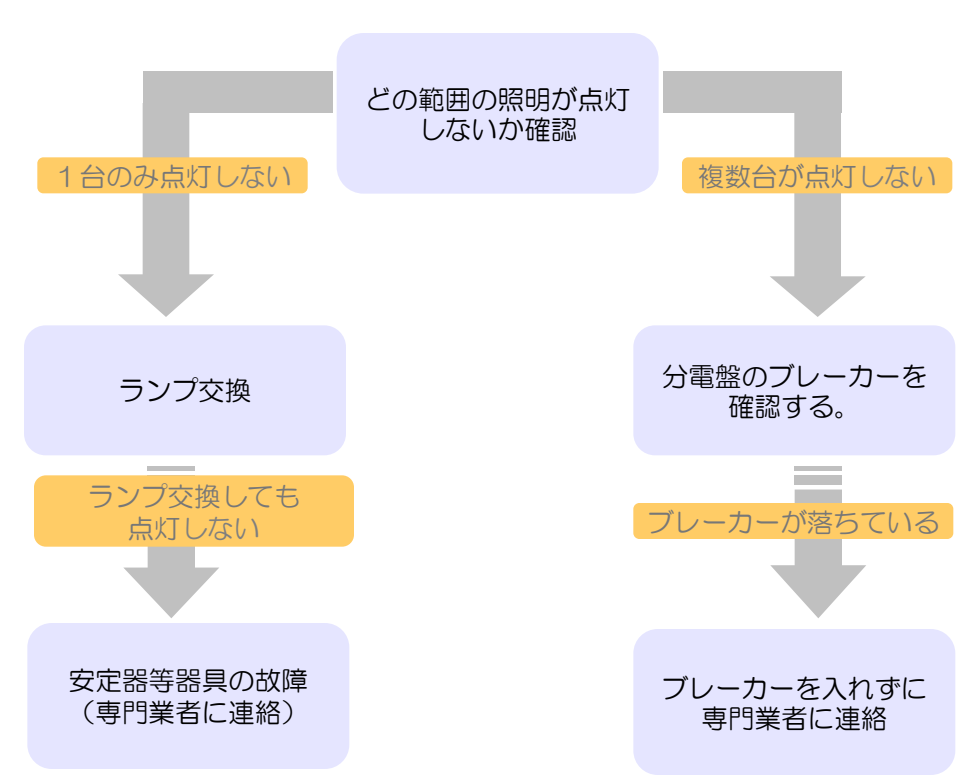 どの範囲の照明が点灯
しないか確認
１台のみ点灯しない
複数台が点灯しない
ランプ交換
分電盤のブレーカーを
確認する。
ランプ交換しても
点灯しない
ブレーカーが落ちている
安定器等器具の故障
（専門業者に連絡）
ブレーカーを入れずに
専門業者に連絡